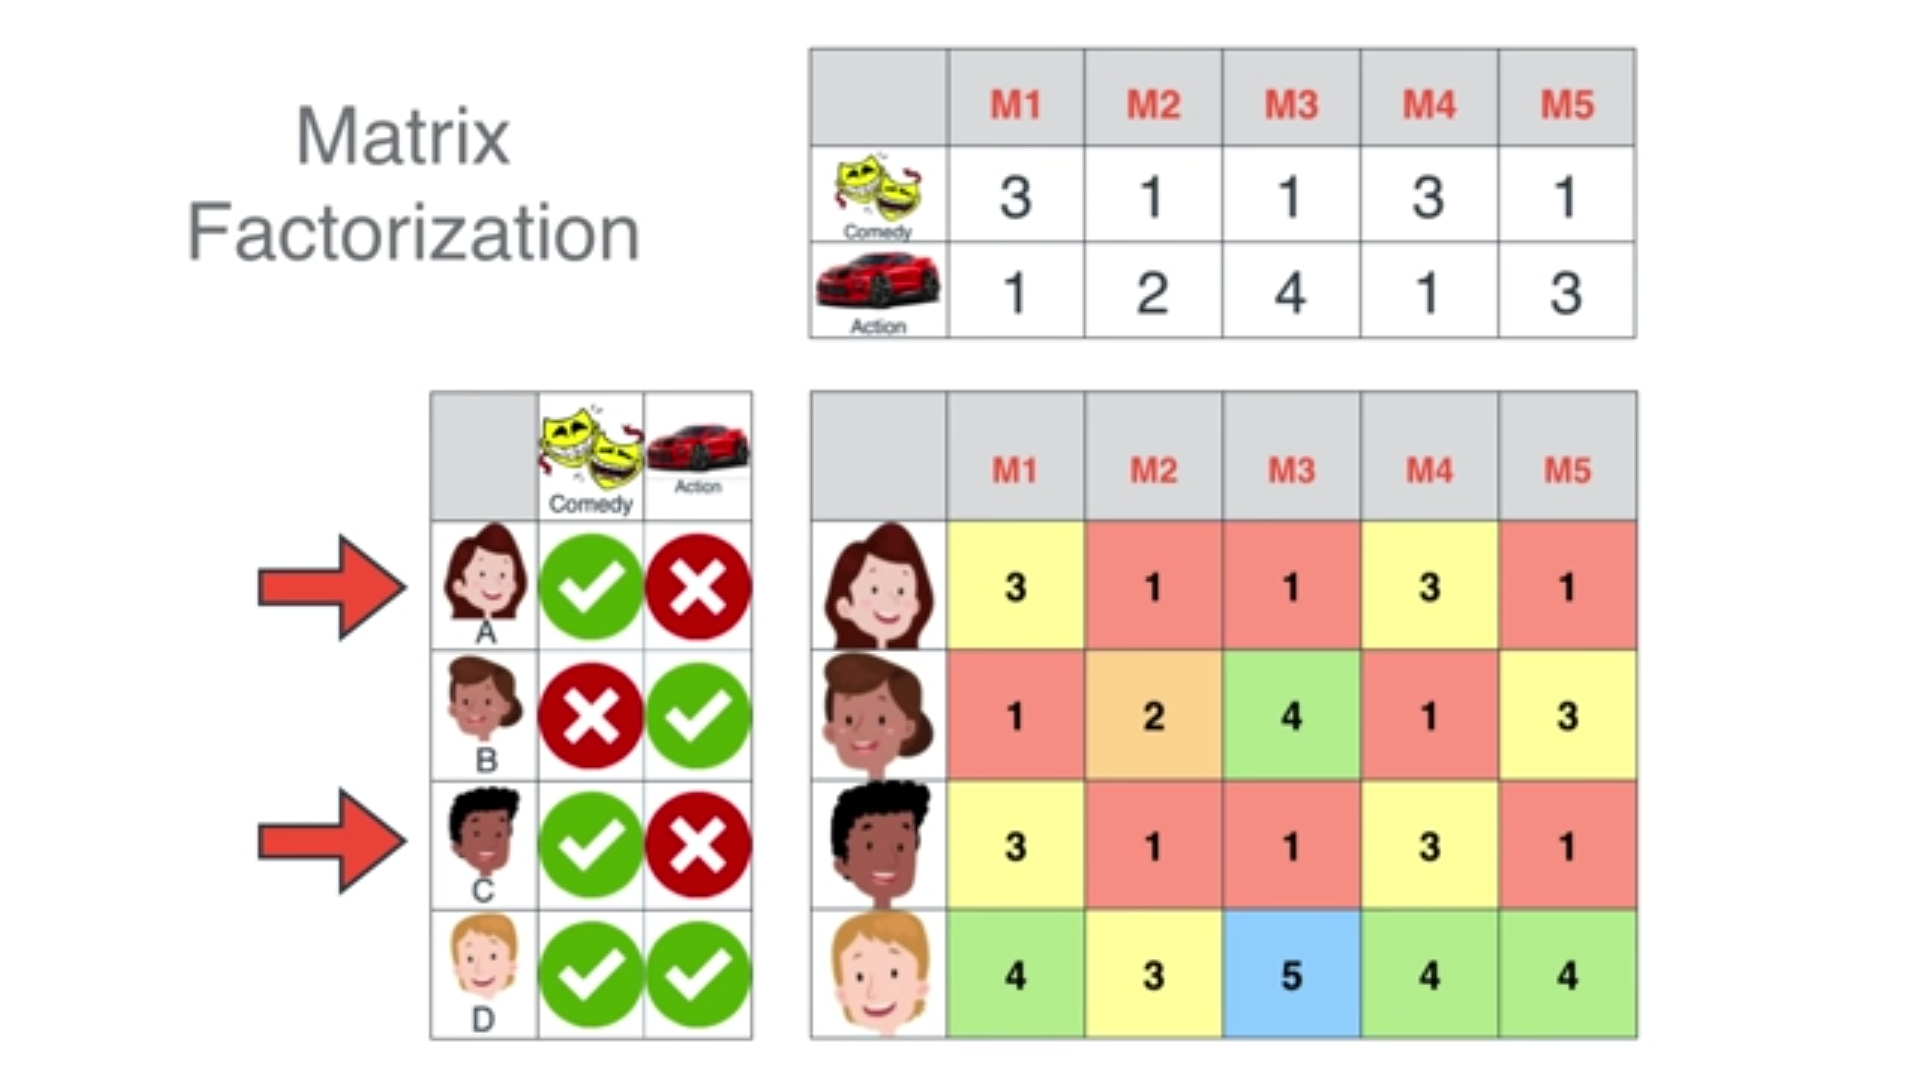 Matrix
Factorization
M1 M2 M3 M4 M5
Comedy 3 1 1 3 1
Action 1 2 4 1 3
Comedy Action
M1 M2 M3 M4 M5
A 3 1 1 3 1
B 1 2 4 1 3
C 3 1 1 3 1
D 4 3 5 4 4